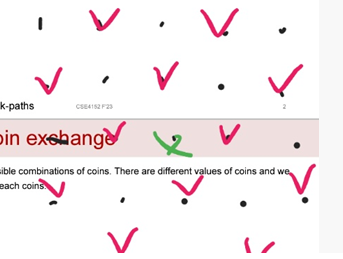 k-paths
CSE4152 F'23
2
oin exchange
sible combinations of coins. There are different values of coins and we
each coins.